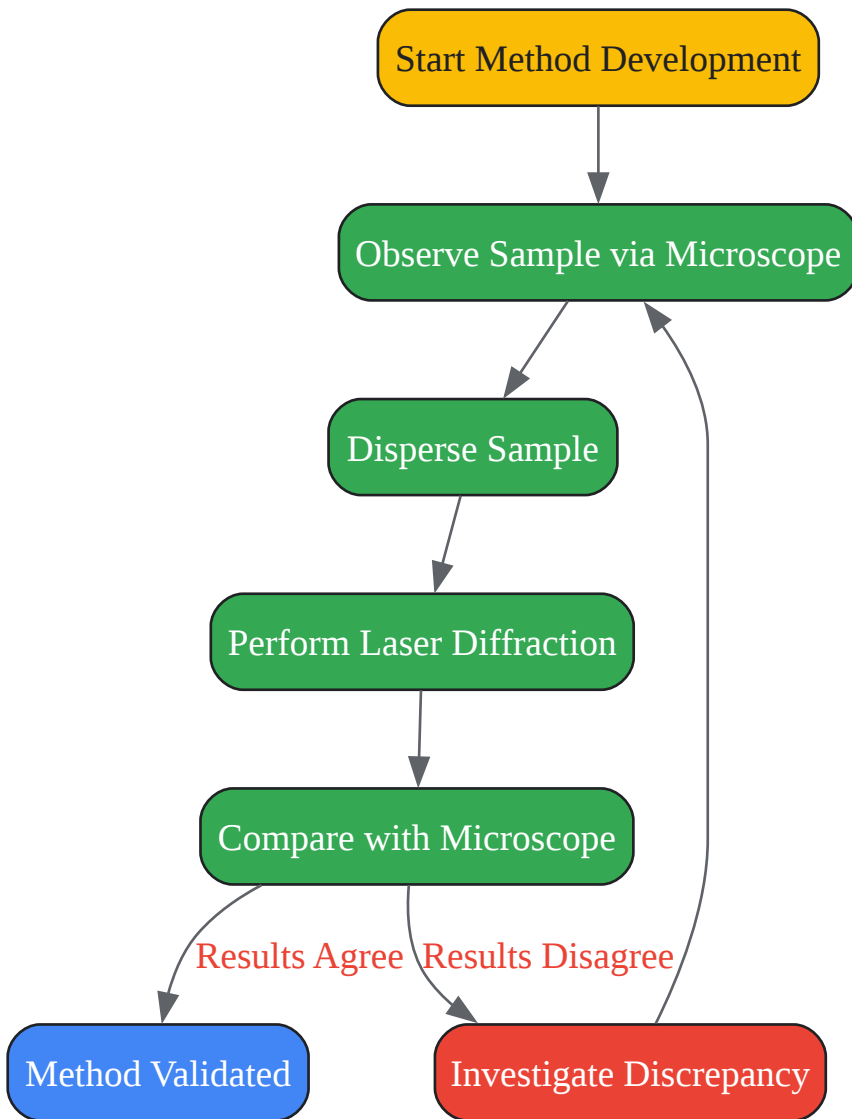 Start Method Development
Observe Sample via Microscope
Disperse Sample
Perform Laser Diffraction
Compare with Microscope
Results Agree
Results Disagree
Method Validated
Investigate Discrepancy